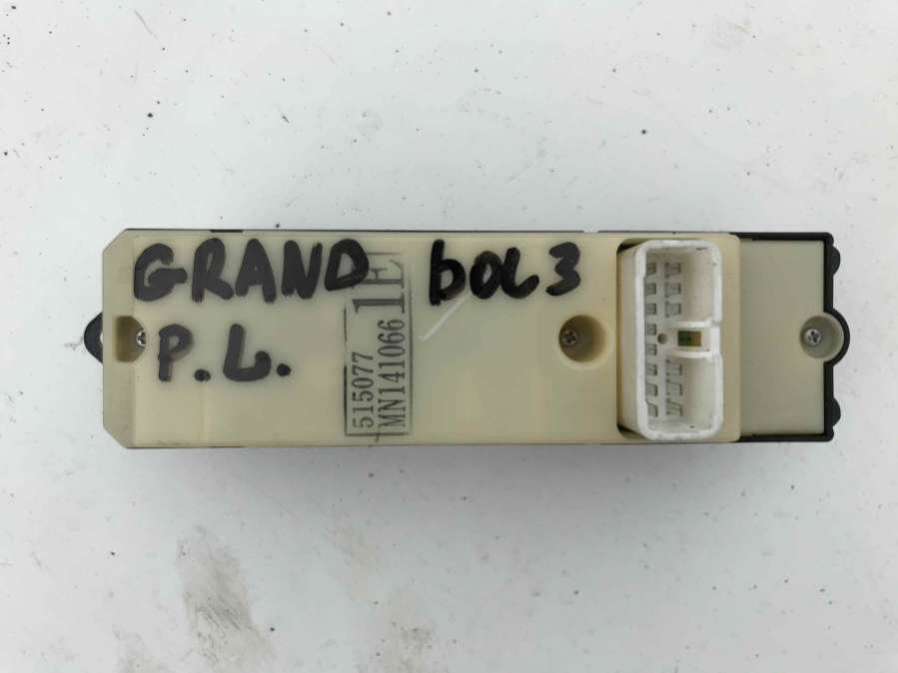 GRAND bOL3
P.L.
1E
515077
MN141066